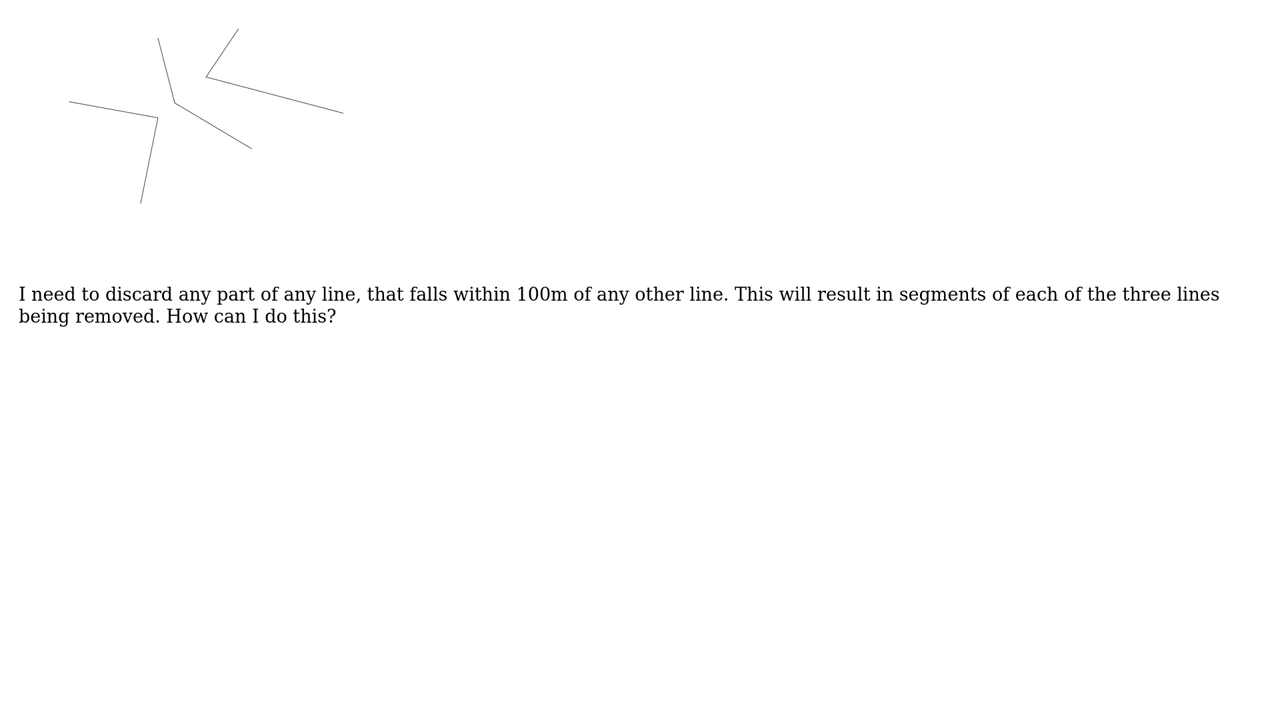 I need to discard any part of any line, that falls within 100m of any other line. This will result in segments of each of the three lines
being removed. How can I do this?